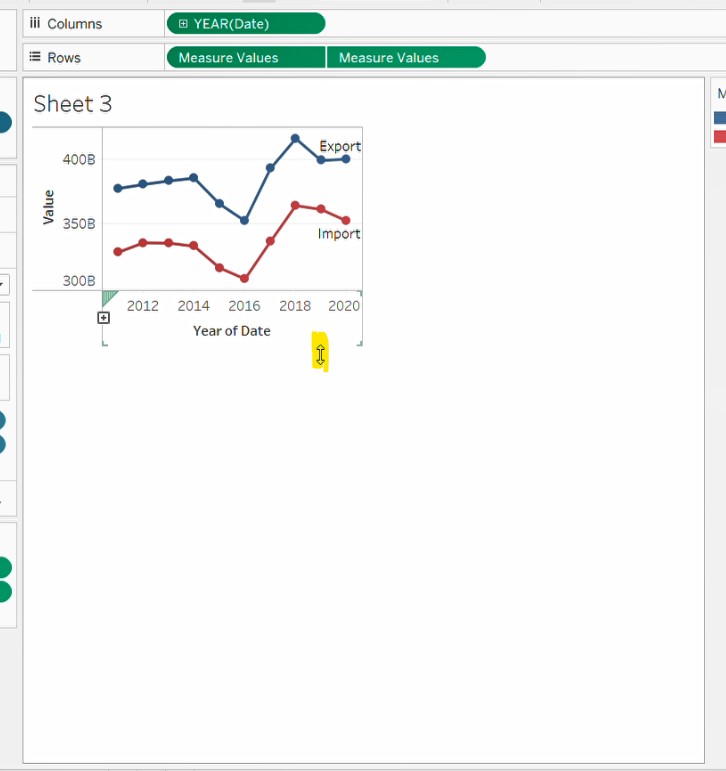 Columns
YEAR(Date)
Rows
Measure Values
Measure Values
Sheet 3
M
400B
350B
300B
Value
Export
Import
2012 2014 2016 2018 2020
Year of Date